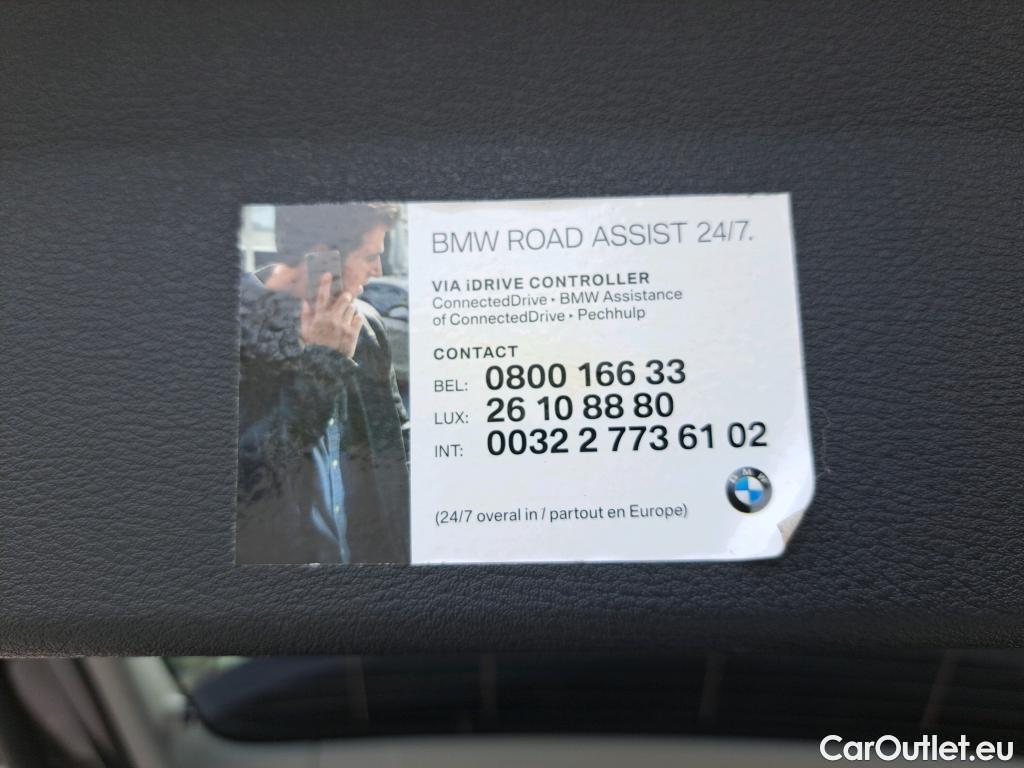 BMW ROAD ASSIST 24/7.
VIA iDRIVE CONTROLLER
ConnectedDrive • BMW Assistance
of ConnectedDrive • Pechhulp
CONTACT
BEL: 0800 166 33
LUX: 26 10 88 80
INT: 0032 2 773 61 02
BMW
(24/7 overal in / partout en Europe)
CarOutlet.eu